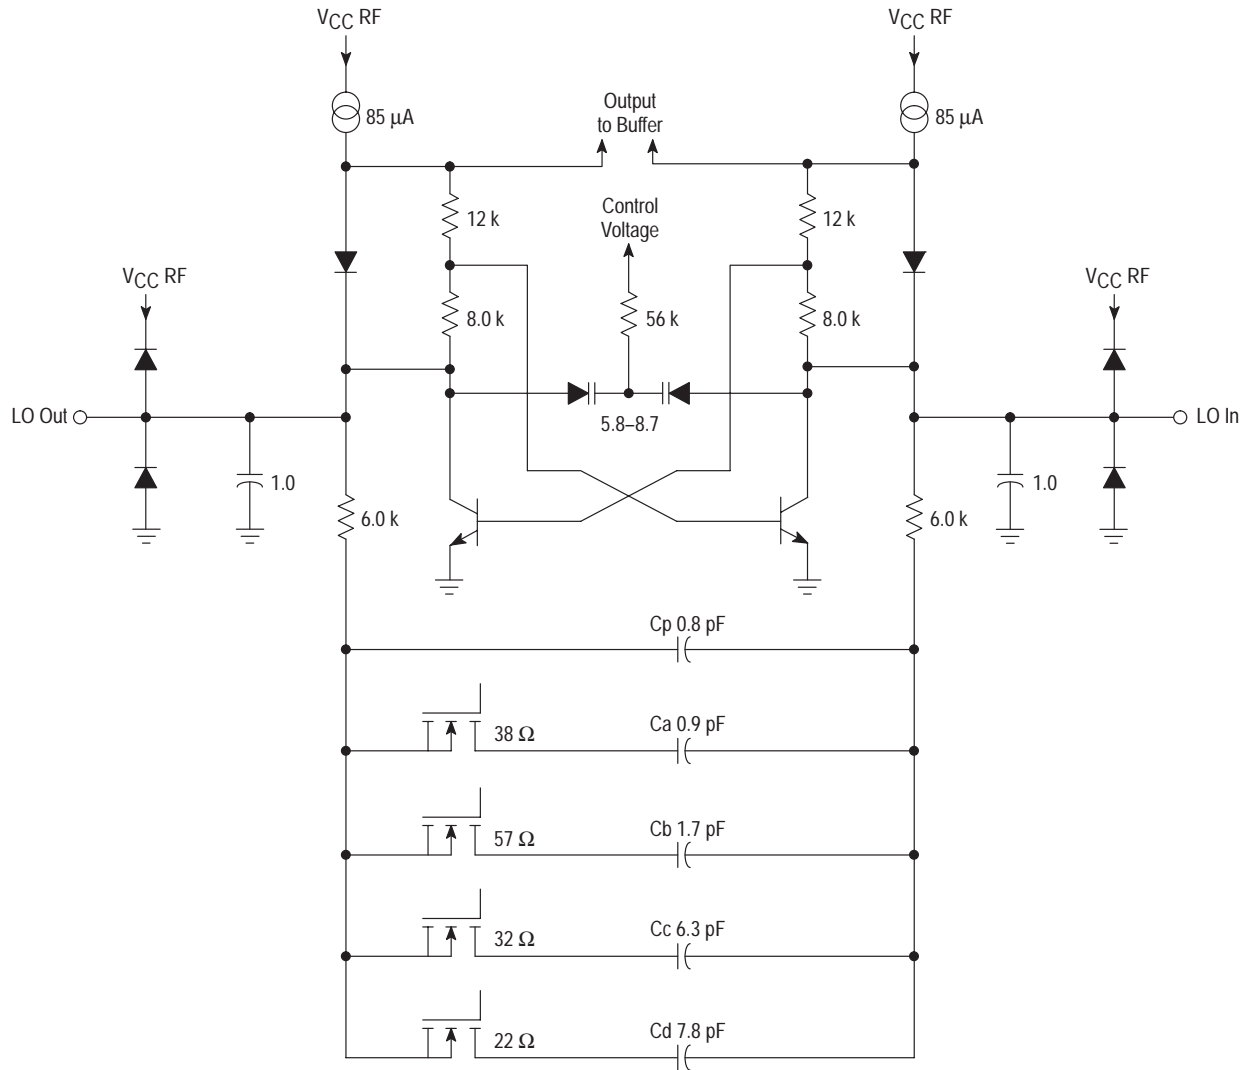 VCC RF
VCC RF
85 µA
Output
to Buffer
85 µA
12 k
Control
Voltage
12 k
VCC RF
VCC RF
8.0 k
56 k
8.0 k
LO Out
5.8–8.7
LO In
1.0
1.0
6.0 k
6.0 k
Cp 0.8 pF
38 Ω
Ca 0.9 pF
57 Ω
Cb 1.7 pF
32 Ω
Cc 6.3 pF
22 Ω
Cd 7.8 pF